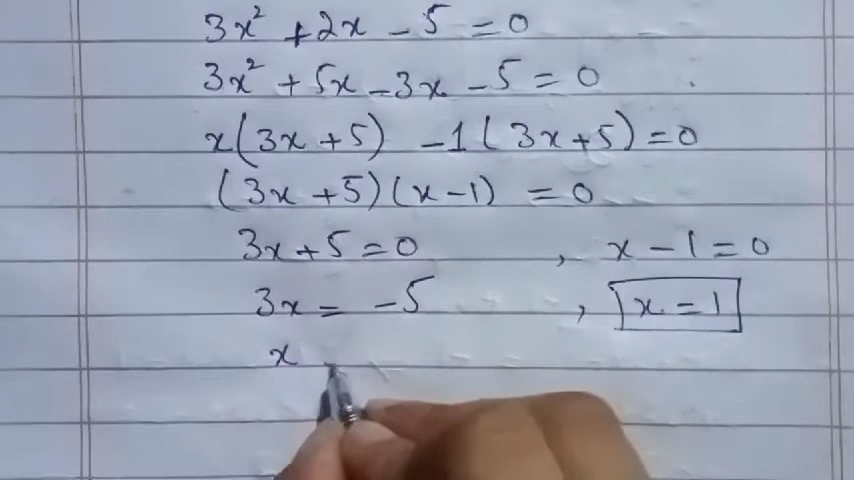 3x² + 2x - 5 = 0
3x² + 5x - 3x - 5 = 0
x(3x + 5) - 1(3x + 5) = 0
(3x + 5)(x - 1) = 0
3x + 5 = 0 , x - 1 = 0
3x = -5 , x = 1
x